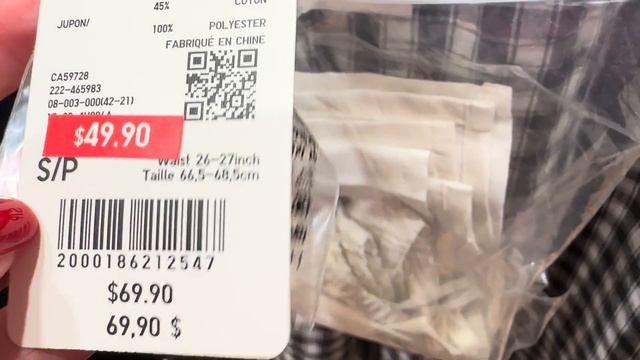 45% COTON
JUPON/ 100% POLYESTER
FABRIQUÉ EN CHINE
CA59728
222-465983
08-003-000(42-21)
$49.90
S/P
Waist 26-27inch
Taille 66,5-68,5cm
2000186212547
$69.90
69,90 $